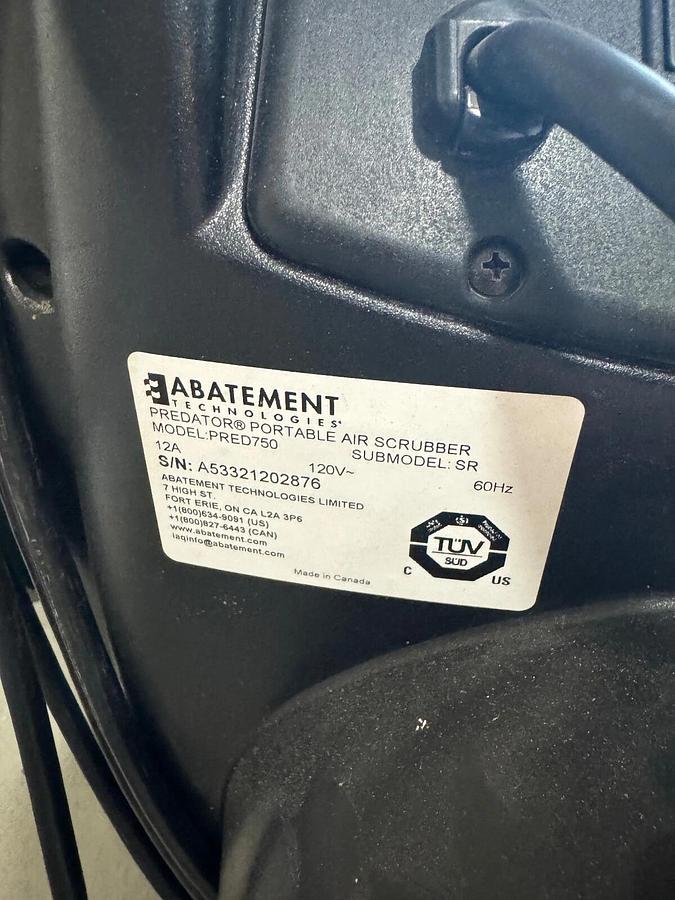 ABATEMENT
TECHNOLOGIES®
PREDATOR® PORTABLE AIR SCRUBBER
MODEL:PRED750 SUBMODEL: SR
12A 120V~ 60Hz
S/N: A53321202876
ABATEMENT TECHNOLOGIES LIMITED
7 HIGH ST.
FORT ERIE, ON CA L2A 3P6
+1(800)634-9091 (US)
+1(800)827-6443 (CAN)
www.abatement.com
iaqinfo@abatement.com
Made in Canada
TÜV
SÜD
C US